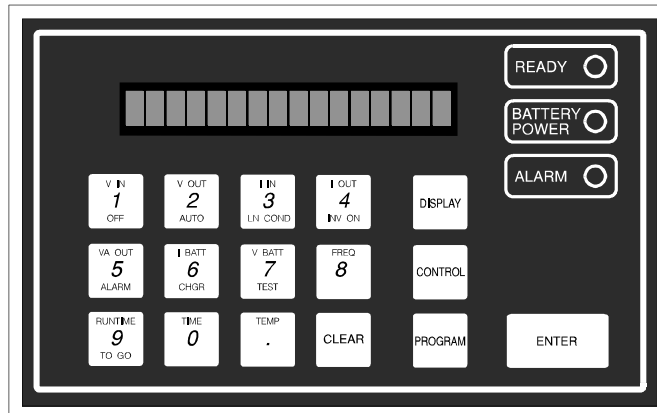 READY
BATTERY
POWER
ALARM
V IN
1
OFF
V OUT
2
AUTO
I IN
3
LN COND
I OUT
4
INV ON
DISPLAY
VA OUT
5
ALARM
I BATT
6
CHGR
V BATT
7
TEST
FREQ
8
CONTROL
RUNTIME
9
TO GO
TIME
0
TEMP
.
CLEAR
PROGRAM
ENTER